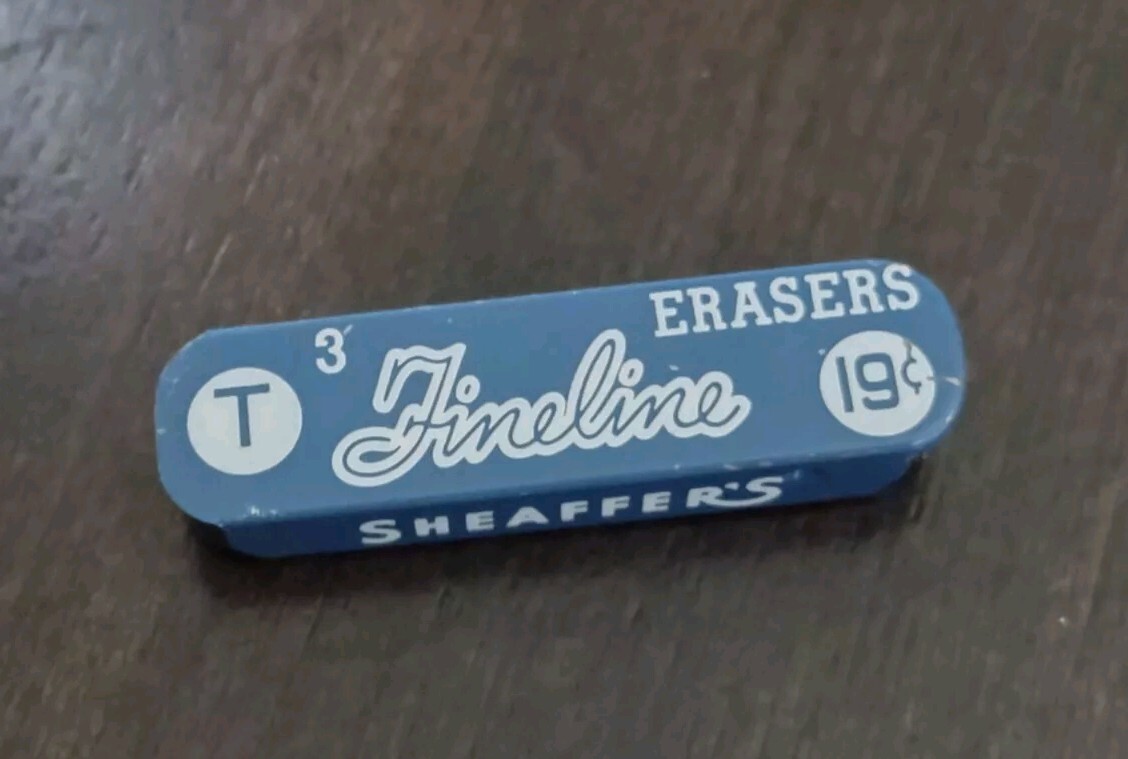 3 ERASERS
T Fineline 19¢
SHEAFFER'S